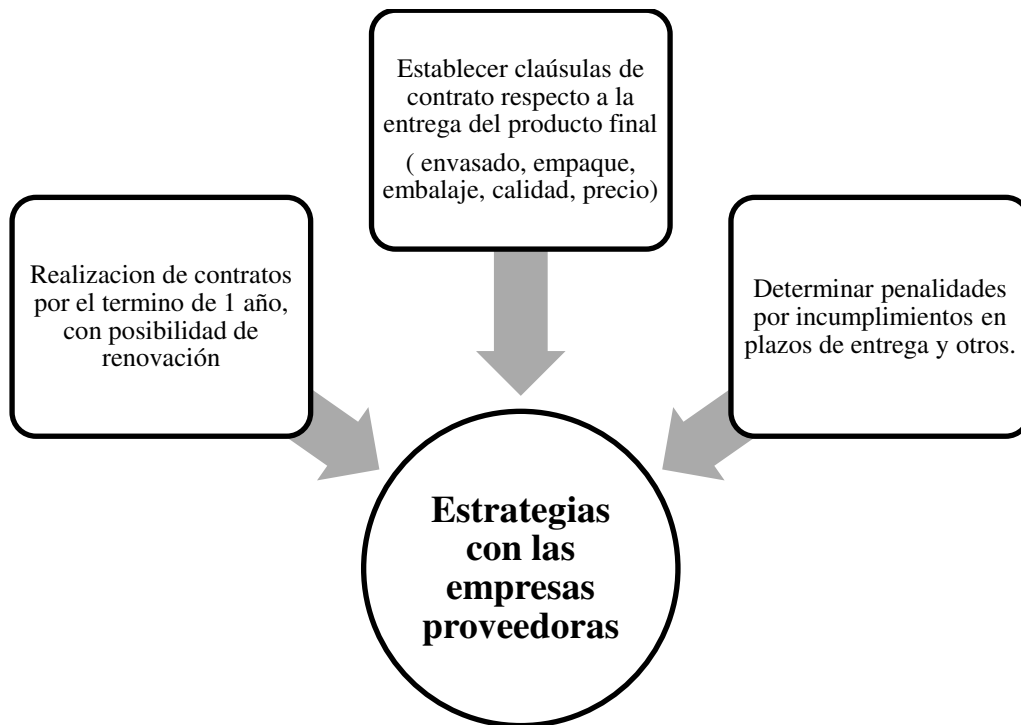 Establecer claúsulas de
contrato respecto a la
entrega del producto final
( envasado, empaque,
embalaje, calidad, precio)
Realizacion de contratos
por el termino de 1 año,
con posibilidad de
renovación
Determinar penalidades
por incumplimientos en
plazos de entrega y otros.
Estrategias
con las
empresas
proveedoras